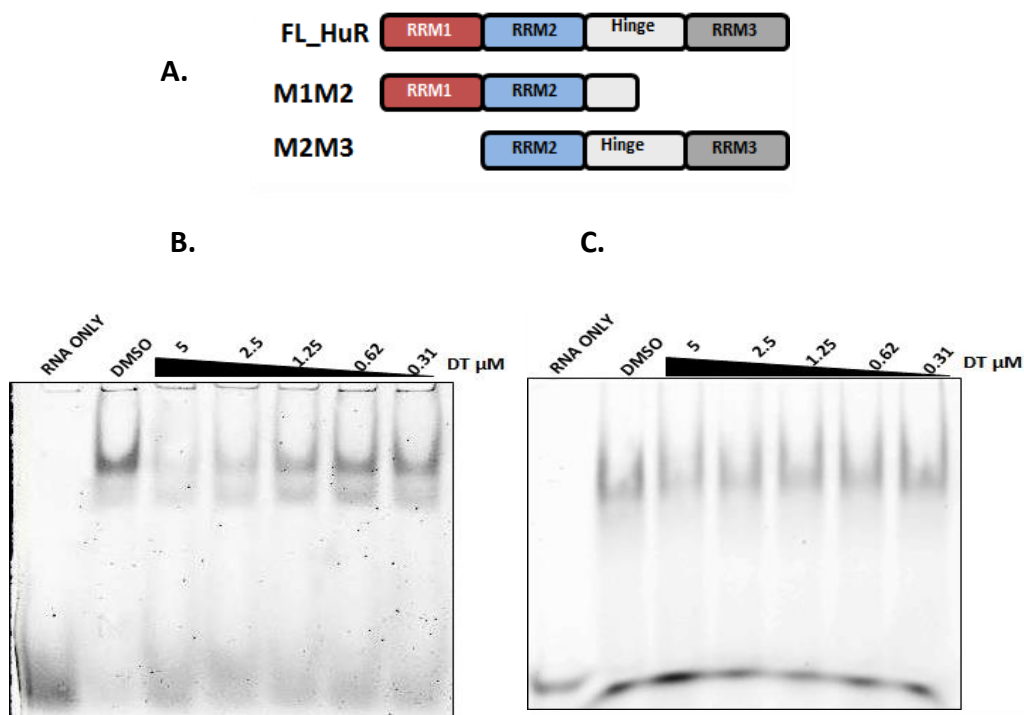 FL_HuR RRM1 RRM2 Hinge RRM3
A.
M1M2 RRM1 RRM2
M2M3 RRM2 Hinge RRM3
B.
RNA ONLY DMSO 5 2.5 1.25 0.62 0.31 DT µM
C.
RNA ONLY DMSO 5 2.5 1.25 0.62 0.31 DT µM